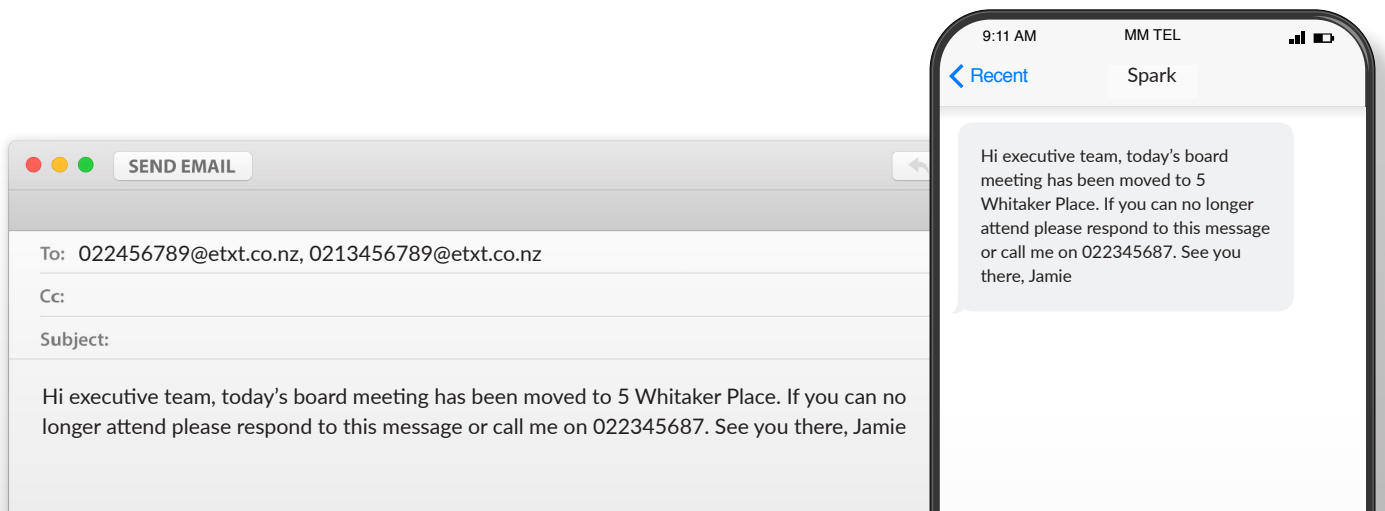 SEND EMAIL
To: 022456789@etxt.co.nz, 0213456789@etxt.co.nz
Cc:
Subject:
Hi executive team, today’s board meeting has been moved to 5 Whitaker Place. If you can no
longer attend please respond to this message or call me on 022345687. See you there, Jamie
9:11 AM MM TEL
Recent Spark
Hi executive team, today’s board
meeting has been moved to 5
Whitaker Place. If you can no longer
attend please respond to this message
or call me on 022345687. See you
there, Jamie